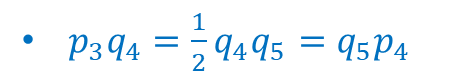 • p₃q₄ = ½ q₄q₅ = q₅p₄